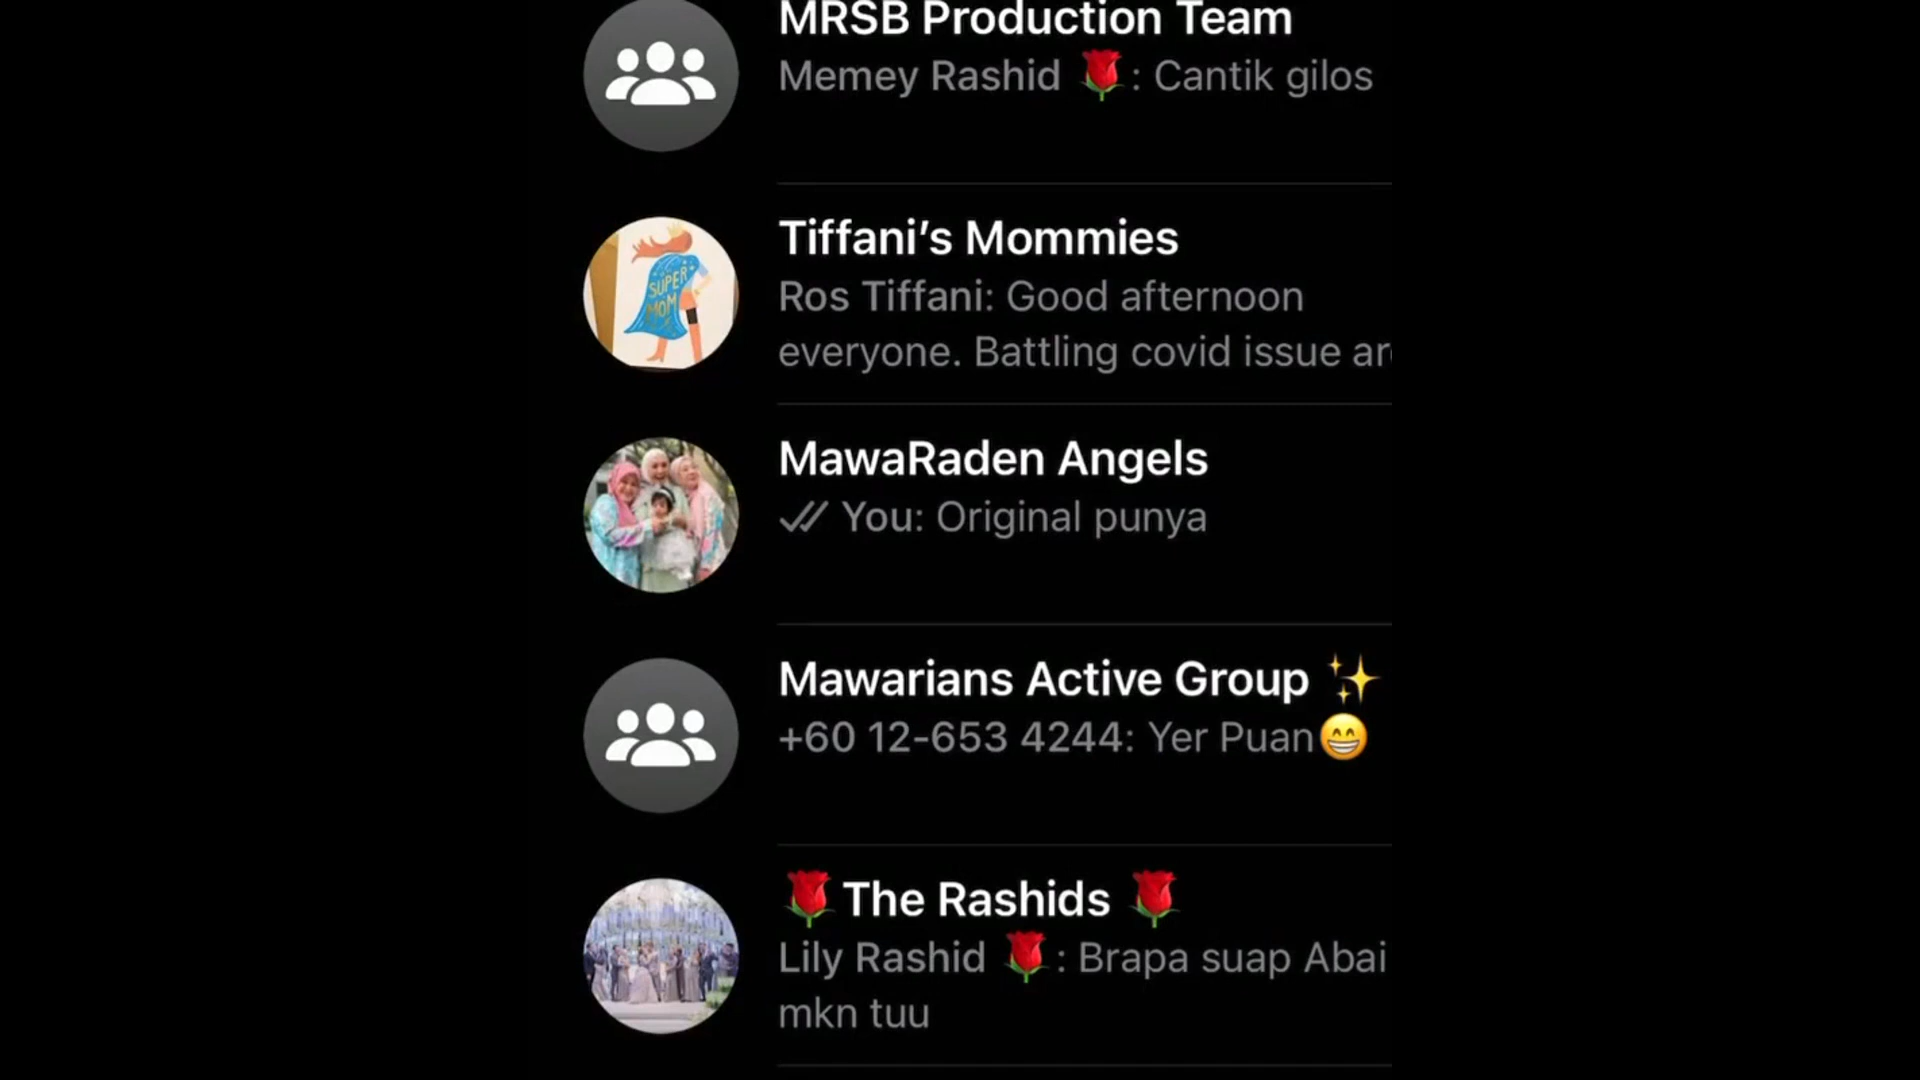 MRSB Production Team
Memey Rashid 🌹: Cantik gilos
Tiffani's Mommies
Ros Tiffani: Good afternoon
everyone. Battling covid issue
SUPER
MOM
MawaRaden Angels
You: Original punya
Mawarians Active Group ✨
+60 12-653 4244: Yer Puan😁
🌹The Rashids 🌹
Lily Rashid 🌹: Brapa suap Abai
mkn tuu